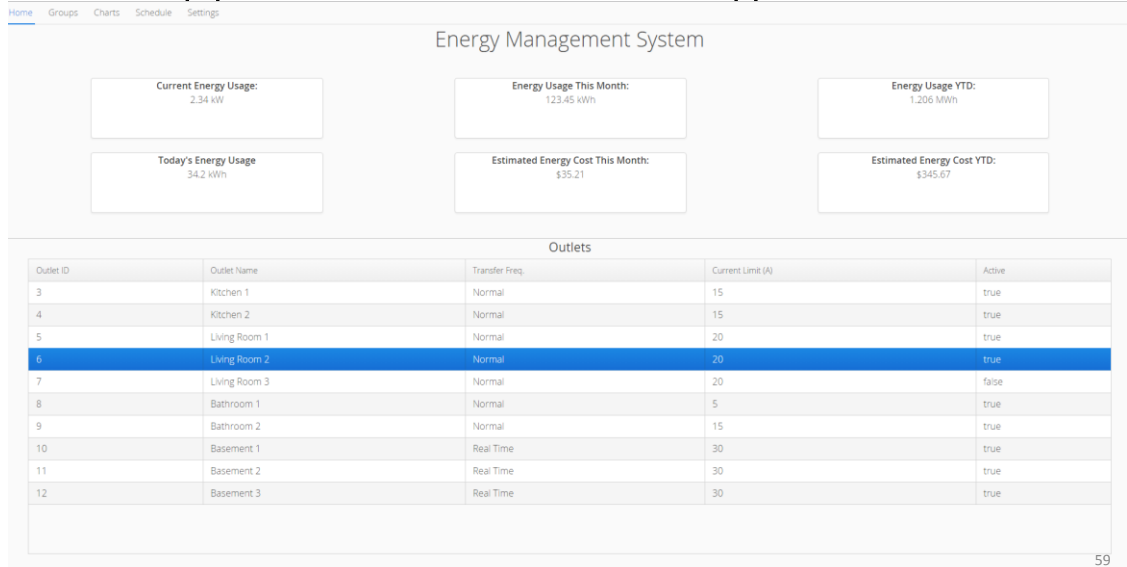 Home Groups Charts Schedule Settings
Energy Management System
Current Energy Usage: Energy Usage This Month: Energy Usage YTD:
2.34 kW 123.45 kWh 1.206 MWh
Today's Energy Usage Estimated Energy Cost This Month: Estimated Energy Cost YTD:
34.2 kWh $35.21 $345.67
Outlets
Outlet ID Outlet Name Transfer Freq. Current Limit (A) Active
3 Kitchen 1 Normal 15 true
4 Kitchen 2 Normal 15 true
5 Living Room 1 Normal 20 true
6 Living Room 2 Normal 20 true
7 Living Room 3 Normal 20 false
8 Bathroom 1 Normal 5 true
9 Bathroom 2 Normal 15 true
10 Basement 1 Real Time 30 true
11 Basement 2 Real Time 30 true
12 Basement 3 Real Time 30 true
59